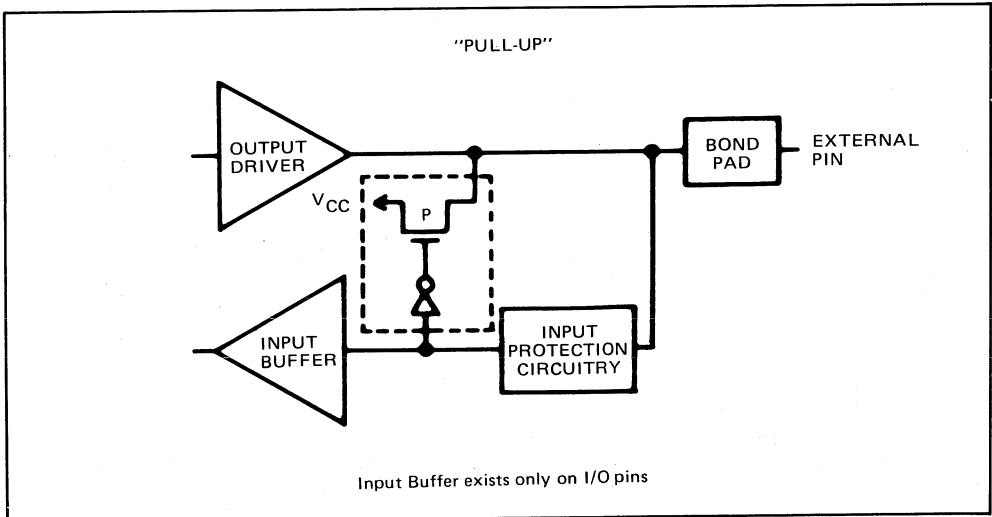 "PULL-UP"
OUTPUT
DRIVER
BOND
PAD
EXTERNAL
PIN
VCC
P
INPUT
BUFFER
INPUT
PROTECTION
CIRCUITRY
Input Buffer exists only on I/O pins